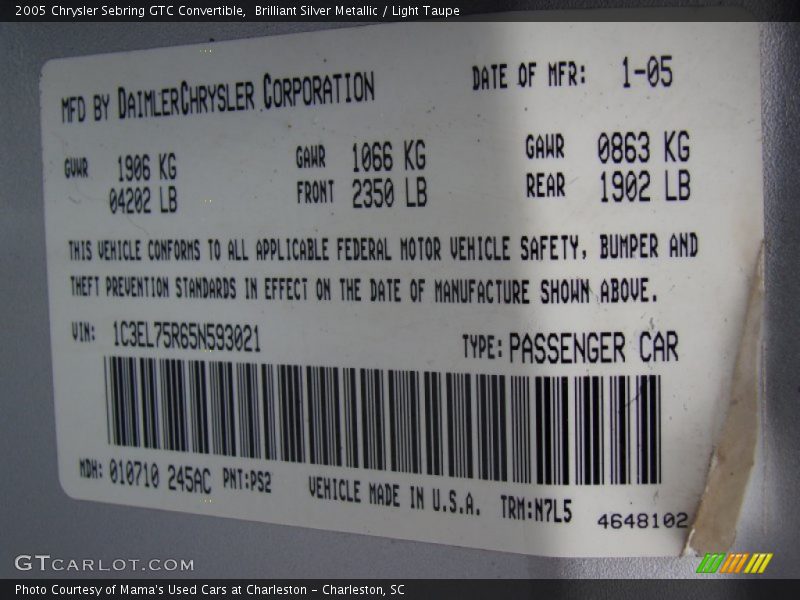 2005 Chrysler Sebring GTC Convertible, Brilliant Silver Metallic / Light Taupe
MFD BY DAIMLERCHRYSLER CORPORATION DATE OF MFR: 1-05
GVWR 1906 KG GAWR 1066 KG GAWR 0863 KG
04202 LB FRONT 2350 LB REAR 1902 LB
THIS VEHICLE CONFORMS TO ALL APPLICABLE FEDERAL MOTOR VEHICLE SAFETY, BUMPER AND
THEFT PREVENTION STANDARDS IN EFFECT ON THE DATE OF MANUFACTURE SHOWN ABOVE.
VIN: 1C3EL75R65N593021 TYPE: PASSENGER CAR
MDH: 010710 245AC PNT:PS2 VEHICLE MADE IN U.S.A. TRM:N7L5 4648102
GTCARLOT.COM
Photo Courtesy of Mama's Used Cars at Charleston - Charleston, SC